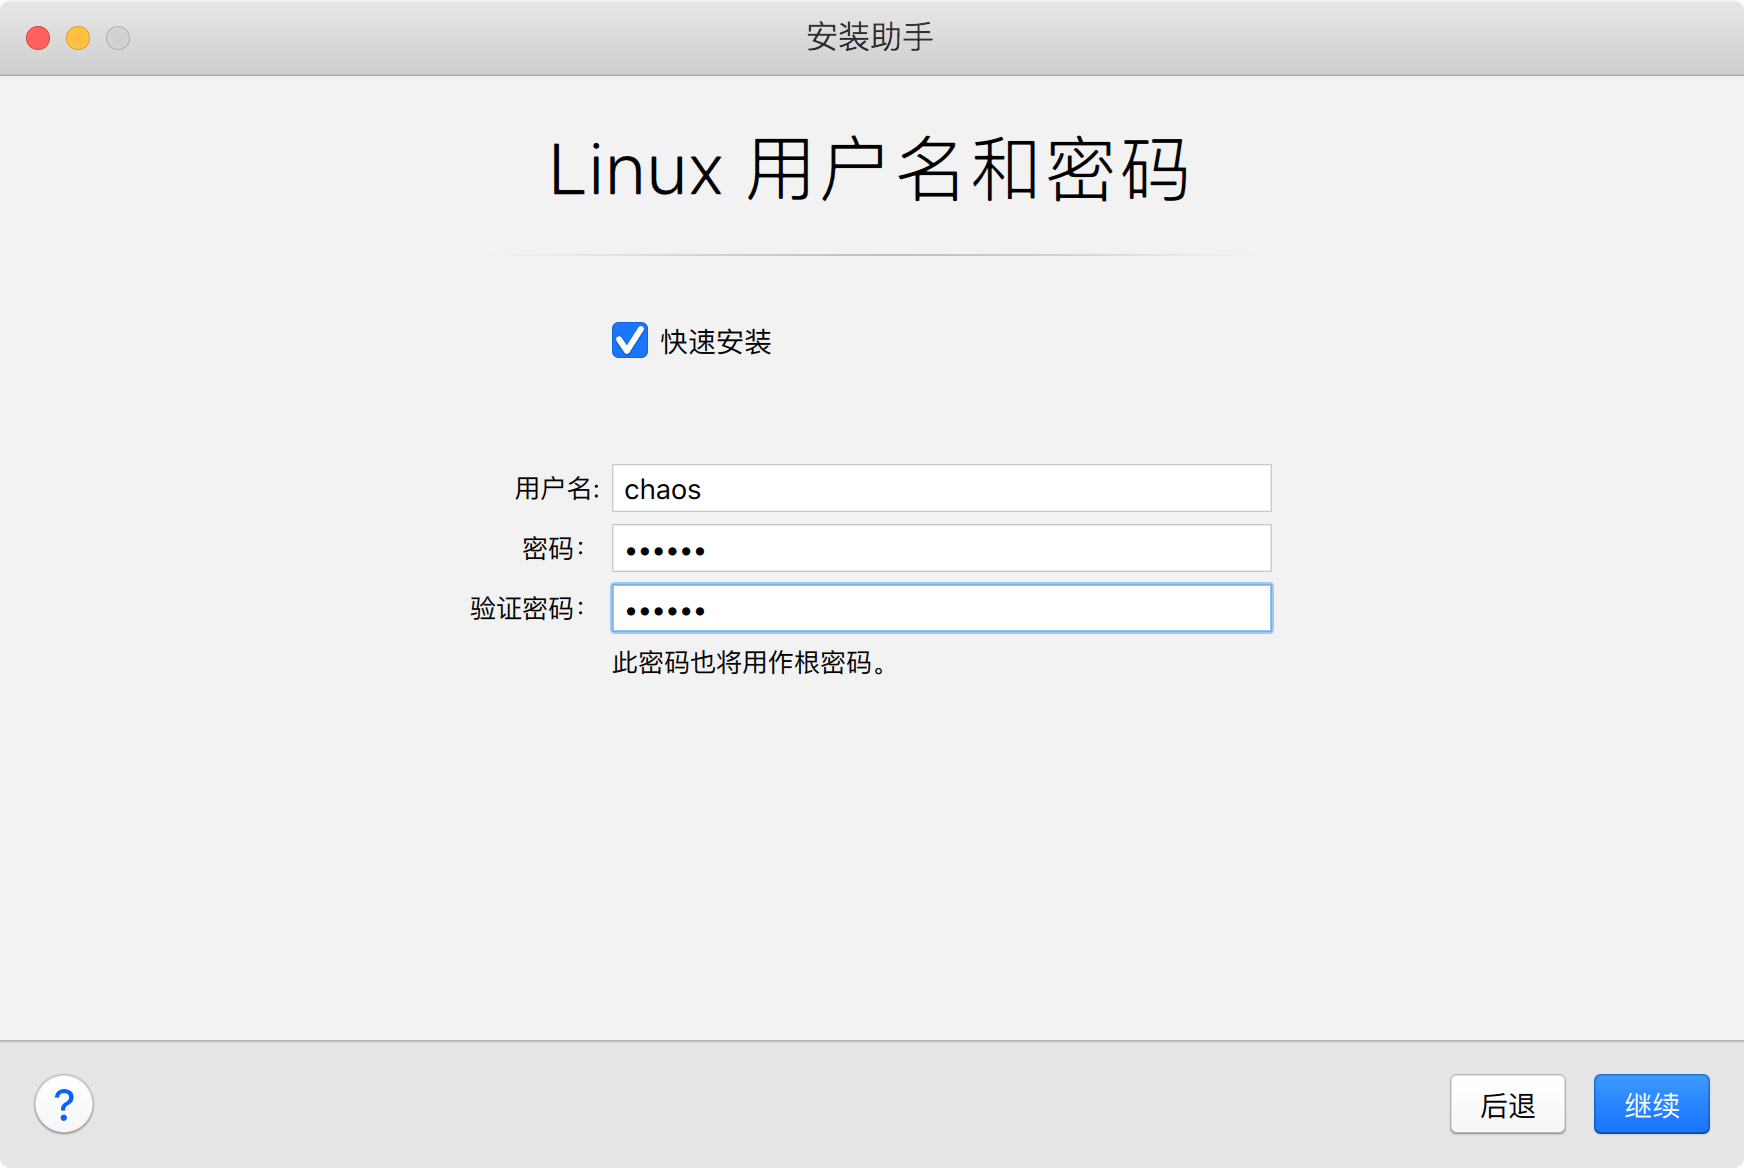 安装助手
Linux 用户名和密码
快速安装
用户名: chaos
密码： ••••••
验证密码： ••••••
此密码也将用作根密码。
? 后退 继续